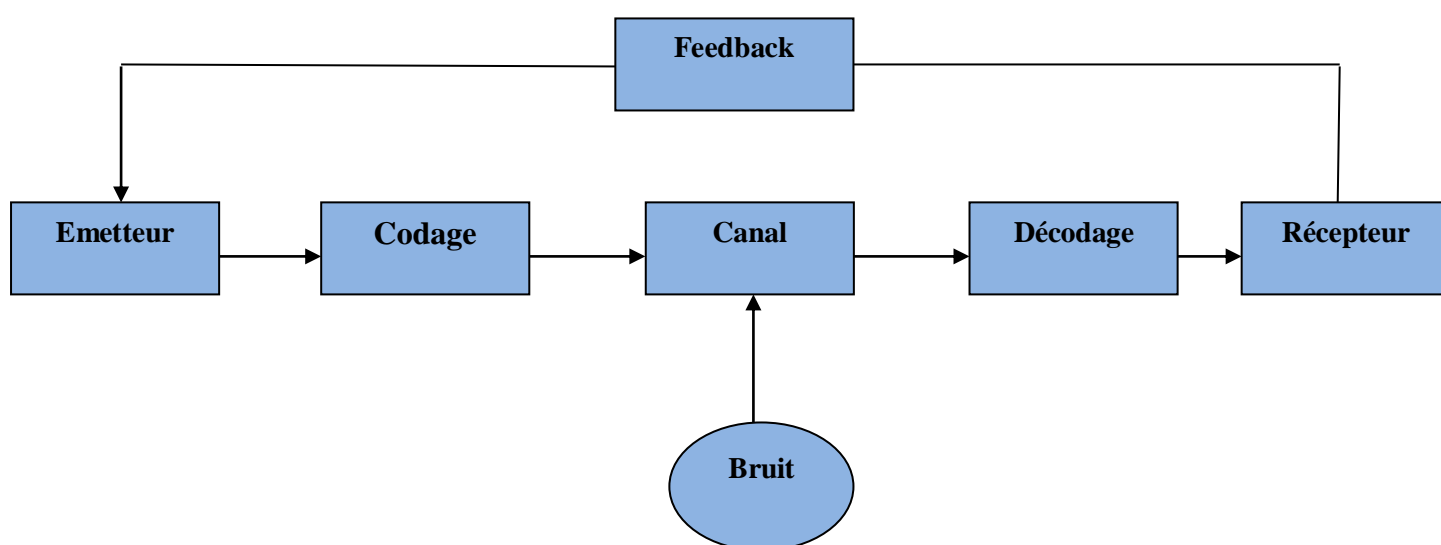 Feedback
Emetteur
Codage
Canal
Décodage
Récepteur
Bruit